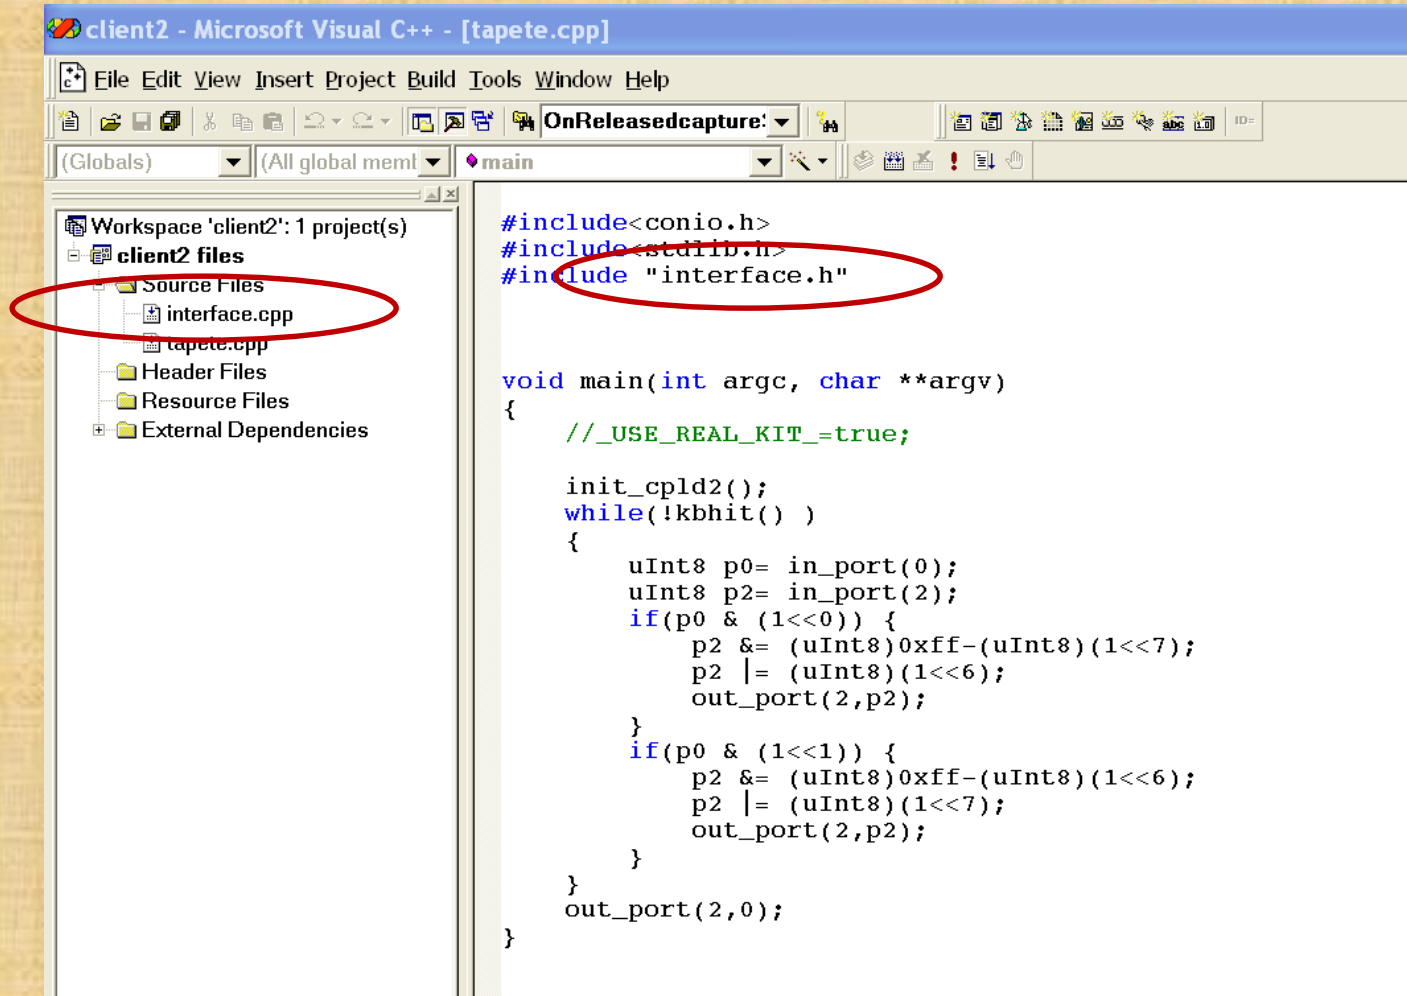 client2 - Microsoft Visual C++ - [tapete.cpp]
File Edit View Insert Project Build Tools Window Help
OnReleasedcapture:
ID=
(Globals) (All global meml main
Workspace 'client2': 1 project(s)
client2 files
Source Files
interface.cpp
tapete.cpp
Header Files
Resource Files
External Dependencies
#include<conio.h>
#include<stdlib.h>
#include "interface.h"
void main(int argc, char **argv)
{
    //_USE_REAL_KIT_=true;
    init_cpld2();
    while(!kbhit() )
    {
        uInt8 p0= in_port(0);
        uInt8 p2= in_port(2);
        if(p0 & (1<<0)) {
            p2 &= (uInt8)0xff-(uInt8)(1<<7);
            p2 |= (uInt8)(1<<6);
            out_port(2,p2);
        }
        if(p0 & (1<<1)) {
            p2 &= (uInt8)0xff-(uInt8)(1<<6);
            p2 |= (uInt8)(1<<7);
            out_port(2,p2);
        }
    }
    out_port(2,0);
}